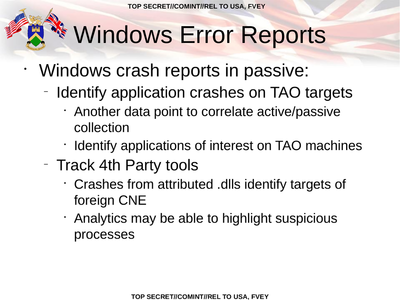 TOP SECRET//COMINT//REL TO USA, FVEY
Windows Error Reports
• Windows crash reports in passive:
– Identify application crashes on TAO targets
• Another data point to correlate active/passive
collection
• Identify applications of interest on TAO machines
– Track 4th Party tools
• Crashes from attributed .dlls identify targets of
foreign CNE
• Analytics may be able to highlight suspicious
processes
TOP SECRET//COMINT//REL TO USA, FVEY